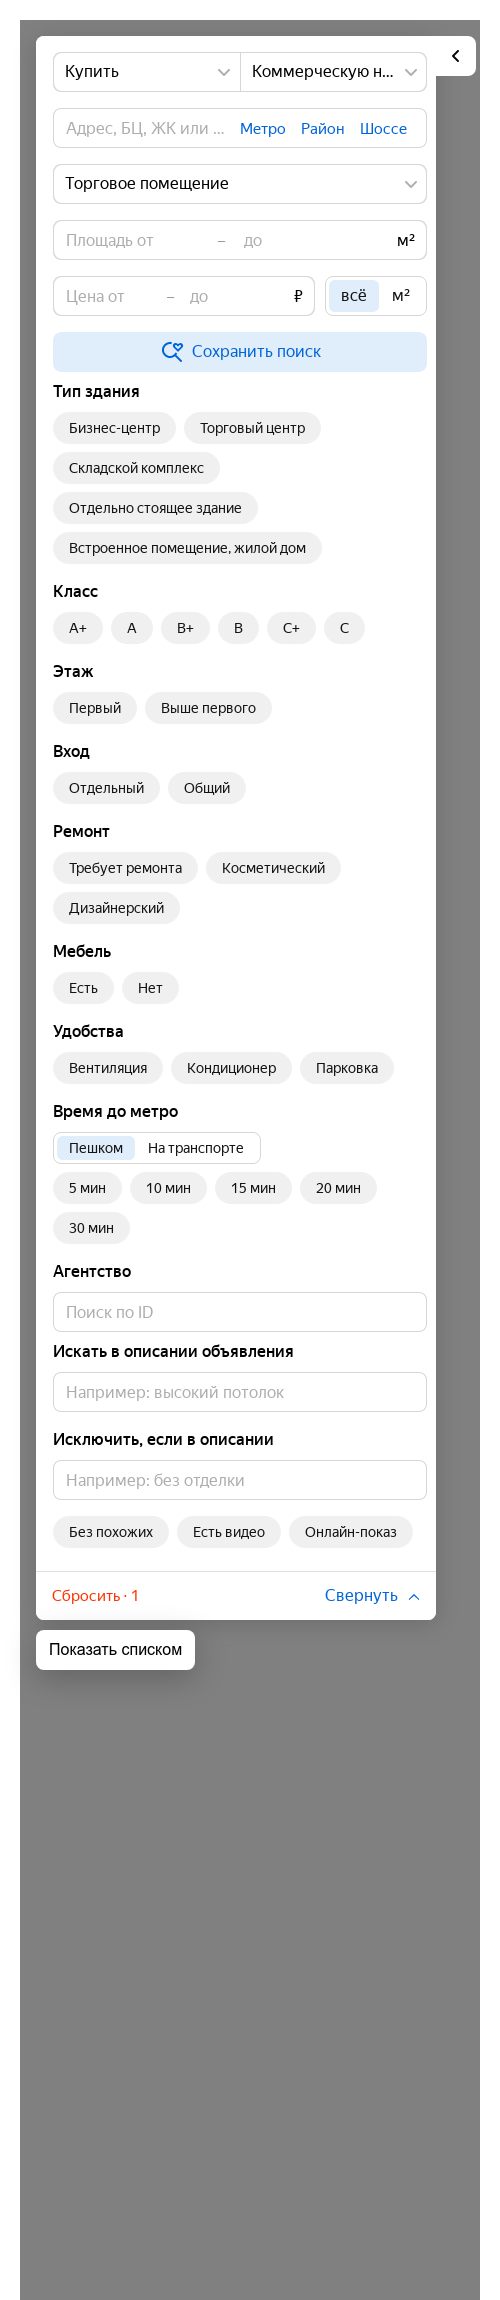 Купить Коммерческую н...
Адрес, БЦ, ЖК или ... Метро Район Шоссе
Торговое помещение
Площадь от – до м²
Цена от – до ₽ всё м²
Сохранить поиск
Тип здания
Бизнес-центр Торговый центр
Складской комплекс
Отдельно стоящее здание
Встроенное помещение, жилой дом
Класс
A+ A B+ B C+ C
Этаж
Первый Выше первого
Вход
Отдельный Общий
Ремонт
Требует ремонта Косметический
Дизайнерский
Мебель
Есть Нет
Удобства
Вентиляция Кондиционер Парковка
Время до метро
Пешком На транспорте
5 мин 10 мин 15 мин 20 мин
30 мин
Агентство
Поиск по ID
Искать в описании объявления
Например: высокий потолок
Исключить, если в описании
Например: без отделки
Без похожих Есть видео Онлайн-показ
Сбросить · 1 Свернуть
Показать списком